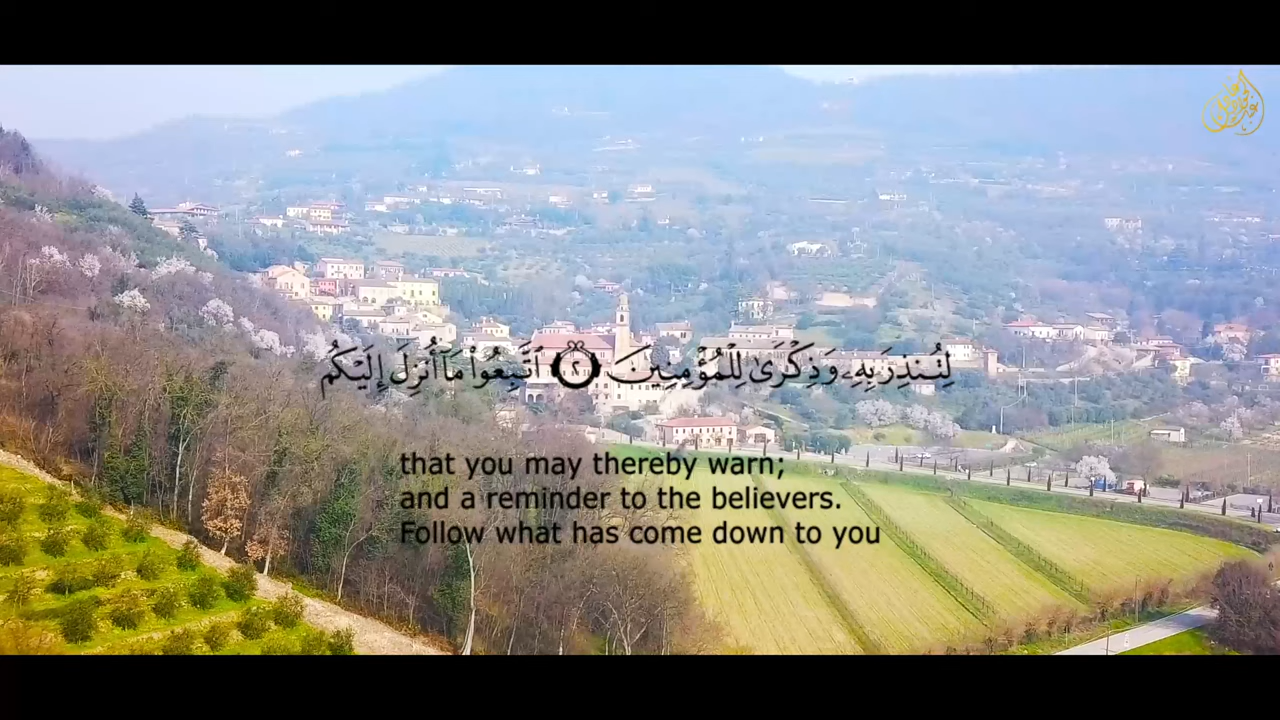 لِتُنذِرَ بِهِۦ وَذِكْرَىٰ لِلْمُؤْمِنِينَ ٢ ٱتَّبِعُوا۟ مَآ أُنزِلَ إِلَيْكُم
that you may thereby warn;
and a reminder to the believers.
Follow what has come down to you